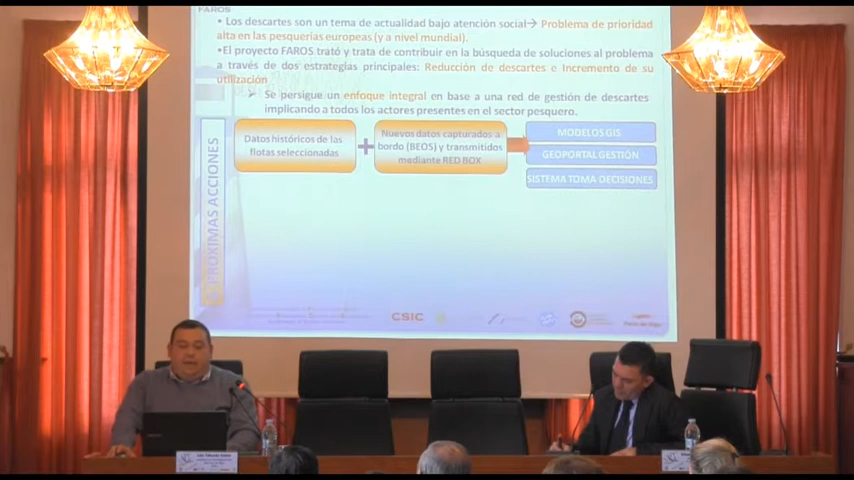 FAROS
• Los descartes son un tema de actualidad bajo atención social→ Problema de prioridad
alta en las pesquerías europeas (y a nivel mundial).
•El proyecto FAROS trató y trata de contribuir en la búsqueda de soluciones al problema
a través de dos estrategias principales: Reducción de descartes e Incremento de su
utilización
➢ Se persigue un enfoque integral en base a una red de gestión de descartes
implicando a todos los actores presentes en el sector pesquero.
PRÓXIMAS ACCIONES
Datos históricos de las
flotas seleccionadas
+
Nuevos datos capturados a
bordo (BEOS) y transmitidos
mediante RED BOX
MODELOS GIS
GEOPORTAL GESTIÓN
SISTEMA TOMA DECISIONES
CSIC